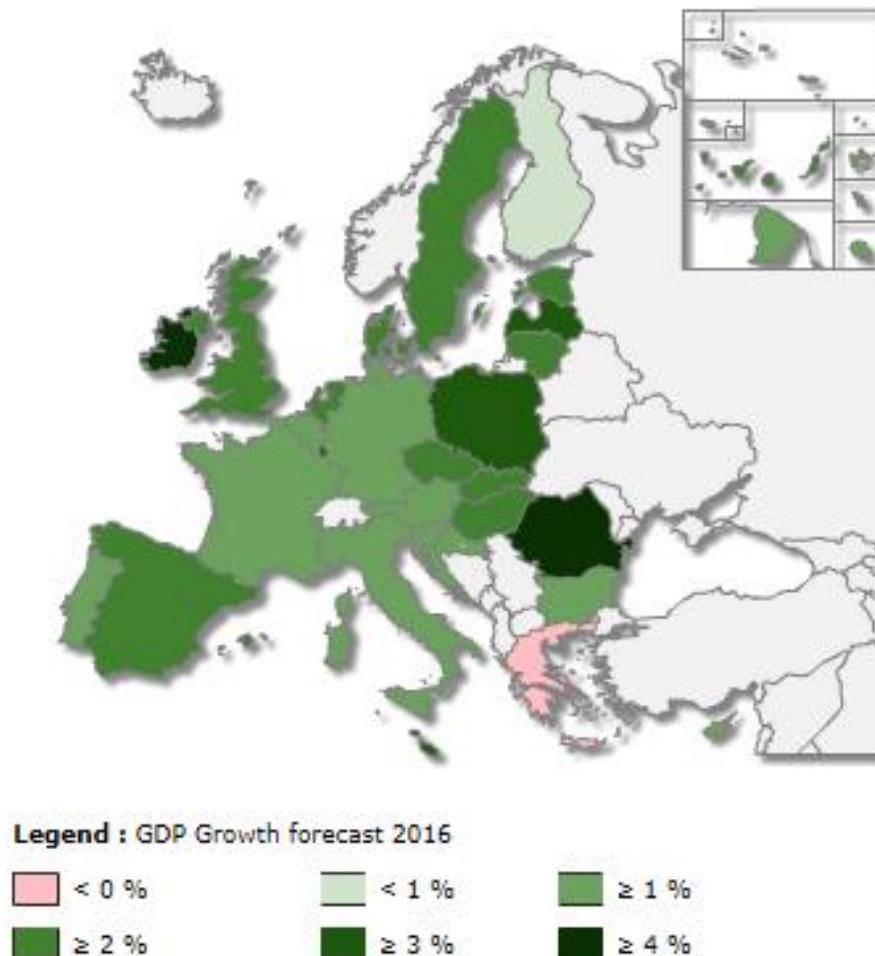 Legend : GDP Growth forecast 2016
< 0 % < 1 % ≥ 1 %
≥ 2 % ≥ 3 % ≥ 4 %